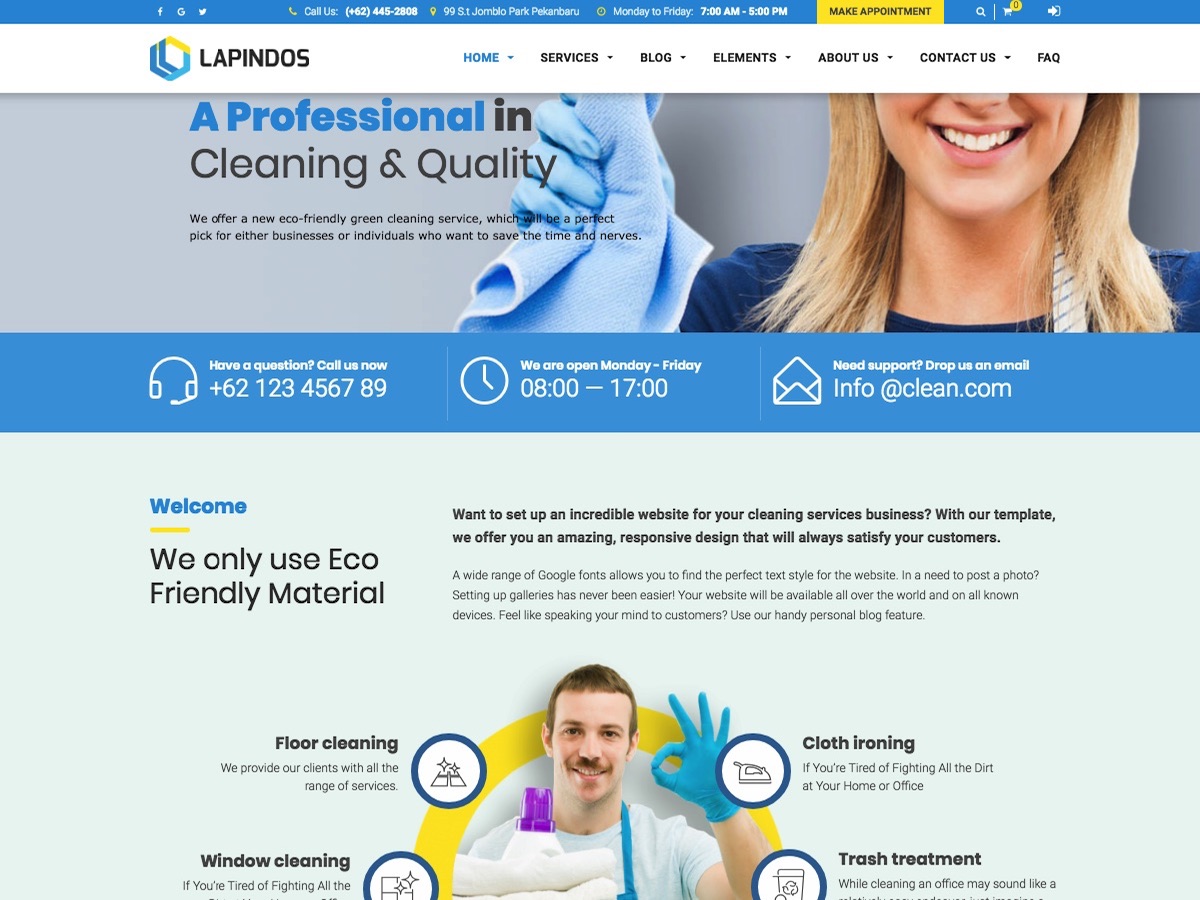 Call Us: (+62) 445-2808 99 S.t Jomblo Park Pekanbaru Monday to Friday: 7:00 AM - 5:00 PM MAKE APPOINTMENT 0
LAPINDOS HOME SERVICES BLOG ELEMENTS ABOUT US CONTACT US FAQ
A Professional in
Cleaning & Quality
We offer a new eco-friendly green cleaning service, which will be a perfect
pick for either businesses or individuals who want to save the time and nerves.
Have a question? Call us now
+62 123 4567 89
We are open Monday - Friday
08:00 — 17:00
Need support? Drop us an email
Info @clean.com
Welcome
We only use Eco
Friendly Material
Want to set up an incredible website for your cleaning services business? With our template,
we offer you an amazing, responsive design that will always satisfy your customers.
A wide range of Google fonts allows you to find the perfect text style for the website. In a need to post a photo?
Setting up galleries has never been easier! Your website will be available all over the world and on all known
devices. Feel like speaking your mind to customers? Use our handy personal blog feature.
Floor cleaning
We provide our clients with all the
range of services.
Cloth ironing
If You're Tired of Fighting All the Dirt
at Your Home or Office
Window cleaning
If You're Tired of Fighting All the
Trash treatment
While cleaning an office may sound like a